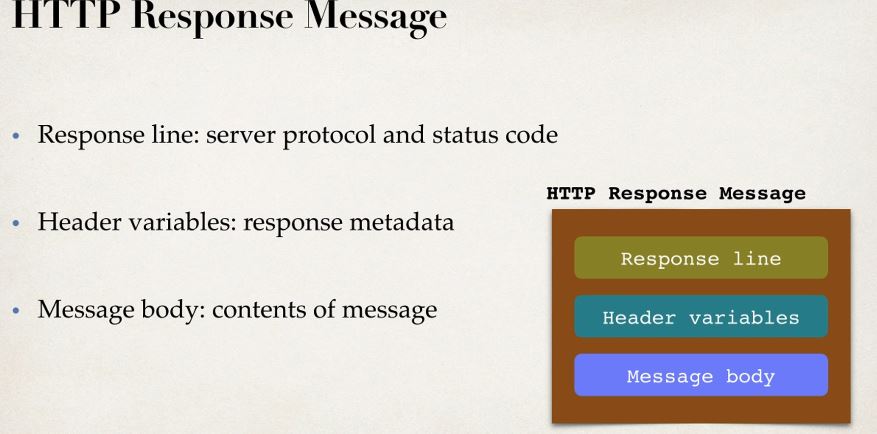 HTTP Response Message
• Response line: server protocol and status code
• Header variables: response metadata
• Message body: contents of message
HTTP Response Message
Response line
Header variables
Message body